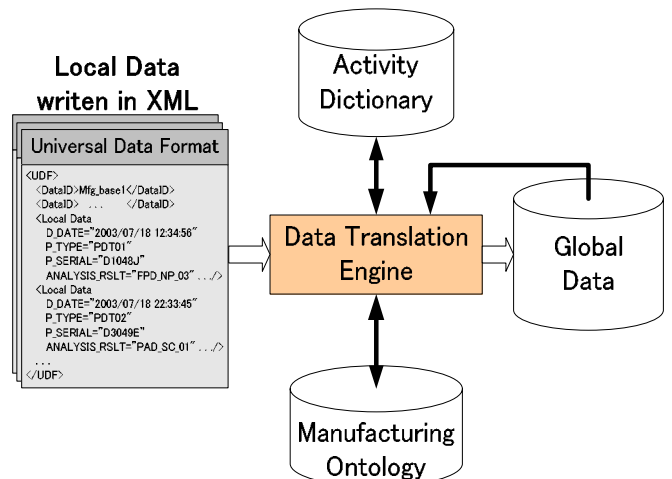 Local Data
writen in XML
Universal Data Format
<UDF>
<DataID>Mfg_base1</DataID>
<DataID> ... </DataID>
<Local Data
D_DATE="2003/07/18 12:34:56"
P_TYPE="PDT01"
P_SERIAL="D1048J"
ANALYSIS_RSLT="FPD_NP_03" .../>
<Local Data
D_DATE="2003/07/18 22:33:45"
P_TYPE="PDT02"
P_SERIAL="D3049E"
ANALYSIS_RSLT="PAD_SC_01" .../>
...
</UDF>
Activity
Dictionary
Data Translation
Engine
Global
Data
Manufacturing
Ontology